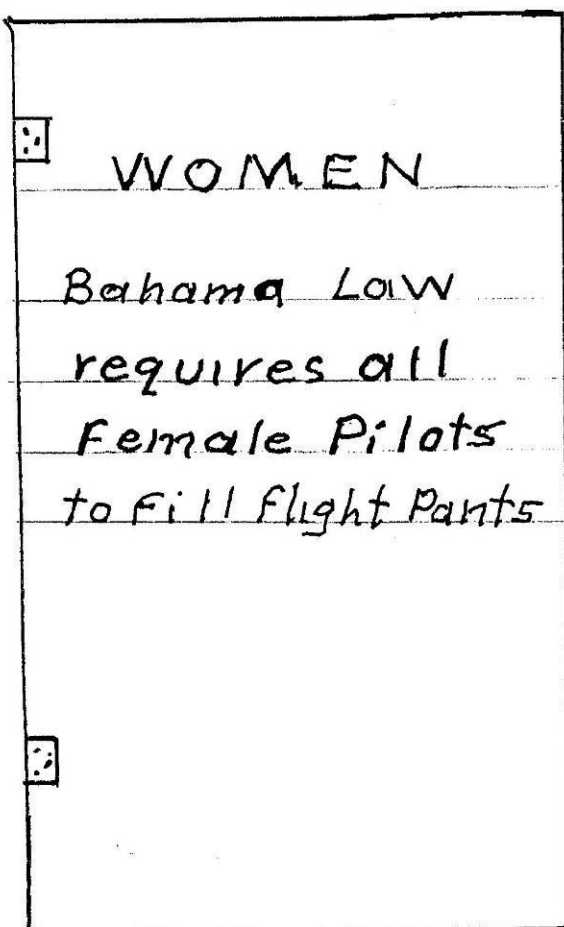 WOMEN
Bahama Law
requires all
Female Pilots
to Fill flight Pants